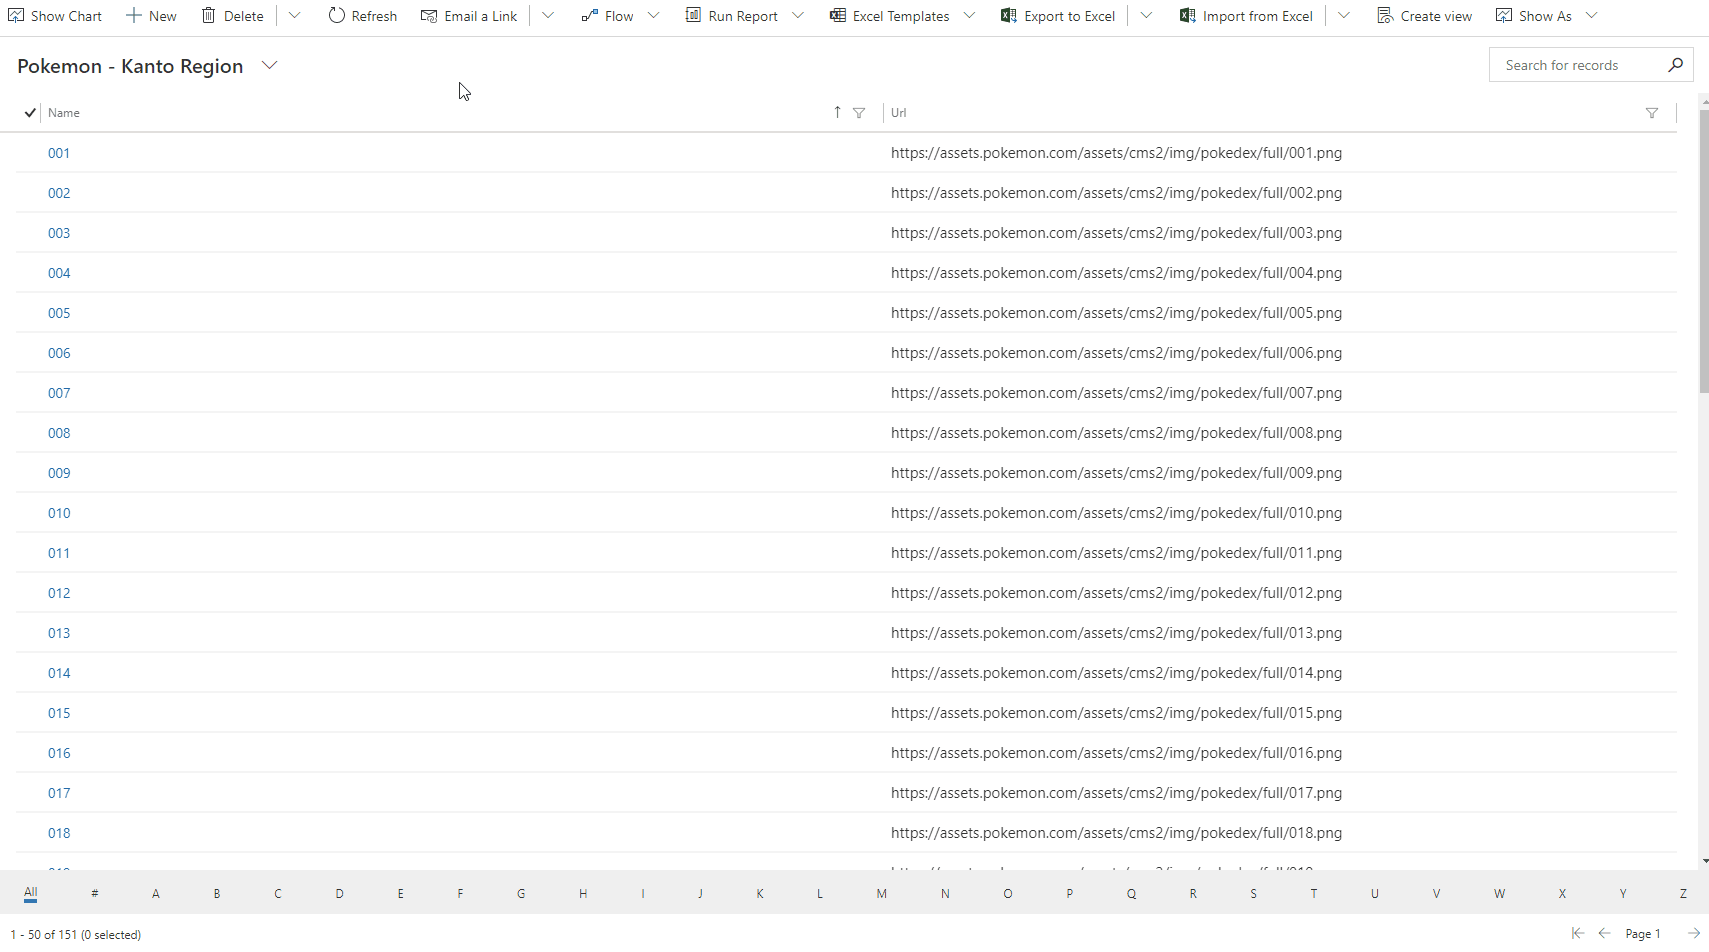 Show Chart New Delete Refresh Email a Link Flow Run Report Excel Templates Export to Excel Import from Excel Create view Show As
Pokemon - Kanto Region
Search for records
Name Url
001 https://assets.pokemon.com/assets/cms2/img/pokedex/full/001.png
002 https://assets.pokemon.com/assets/cms2/img/pokedex/full/002.png
003 https://assets.pokemon.com/assets/cms2/img/pokedex/full/003.png
004 https://assets.pokemon.com/assets/cms2/img/pokedex/full/004.png
005 https://assets.pokemon.com/assets/cms2/img/pokedex/full/005.png
006 https://assets.pokemon.com/assets/cms2/img/pokedex/full/006.png
007 https://assets.pokemon.com/assets/cms2/img/pokedex/full/007.png
008 https://assets.pokemon.com/assets/cms2/img/pokedex/full/008.png
009 https://assets.pokemon.com/assets/cms2/img/pokedex/full/009.png
010 https://assets.pokemon.com/assets/cms2/img/pokedex/full/010.png
011 https://assets.pokemon.com/assets/cms2/img/pokedex/full/011.png
012 https://assets.pokemon.com/assets/cms2/img/pokedex/full/012.png
013 https://assets.pokemon.com/assets/cms2/img/pokedex/full/013.png
014 https://assets.pokemon.com/assets/cms2/img/pokedex/full/014.png
015 https://assets.pokemon.com/assets/cms2/img/pokedex/full/015.png
016 https://assets.pokemon.com/assets/cms2/img/pokedex/full/016.png
017 https://assets.pokemon.com/assets/cms2/img/pokedex/full/017.png
018 https://assets.pokemon.com/assets/cms2/img/pokedex/full/018.png
All # A B C D E F G H I J K L M N O P Q R S T U V W X Y Z
1 - 50 of 151 (0 selected) Page 1